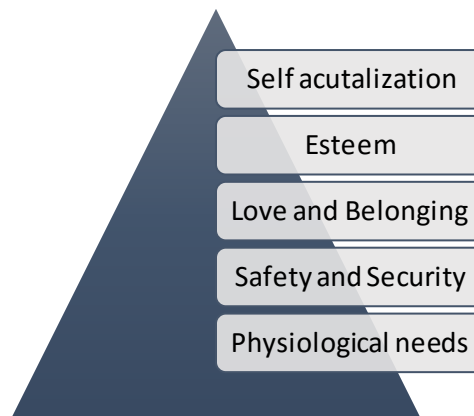 Self acutalization
Esteem
Love and Belonging
Safety and Security
Physiological needs